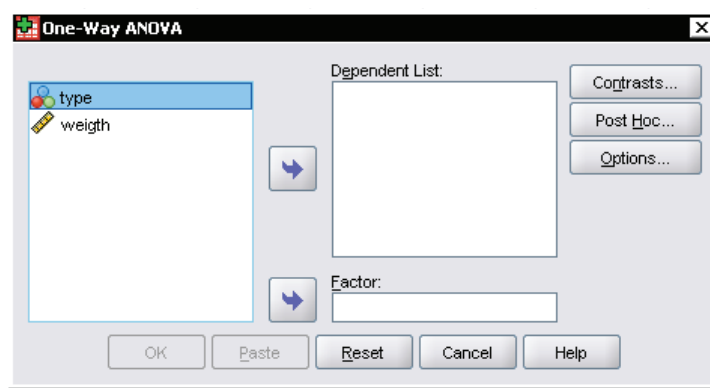 One-Way ANOVA
type
weigth
Dependent List:
Contrasts...
Post Hoc...
Options...
Factor:
OK
Paste
Reset
Cancel
Help